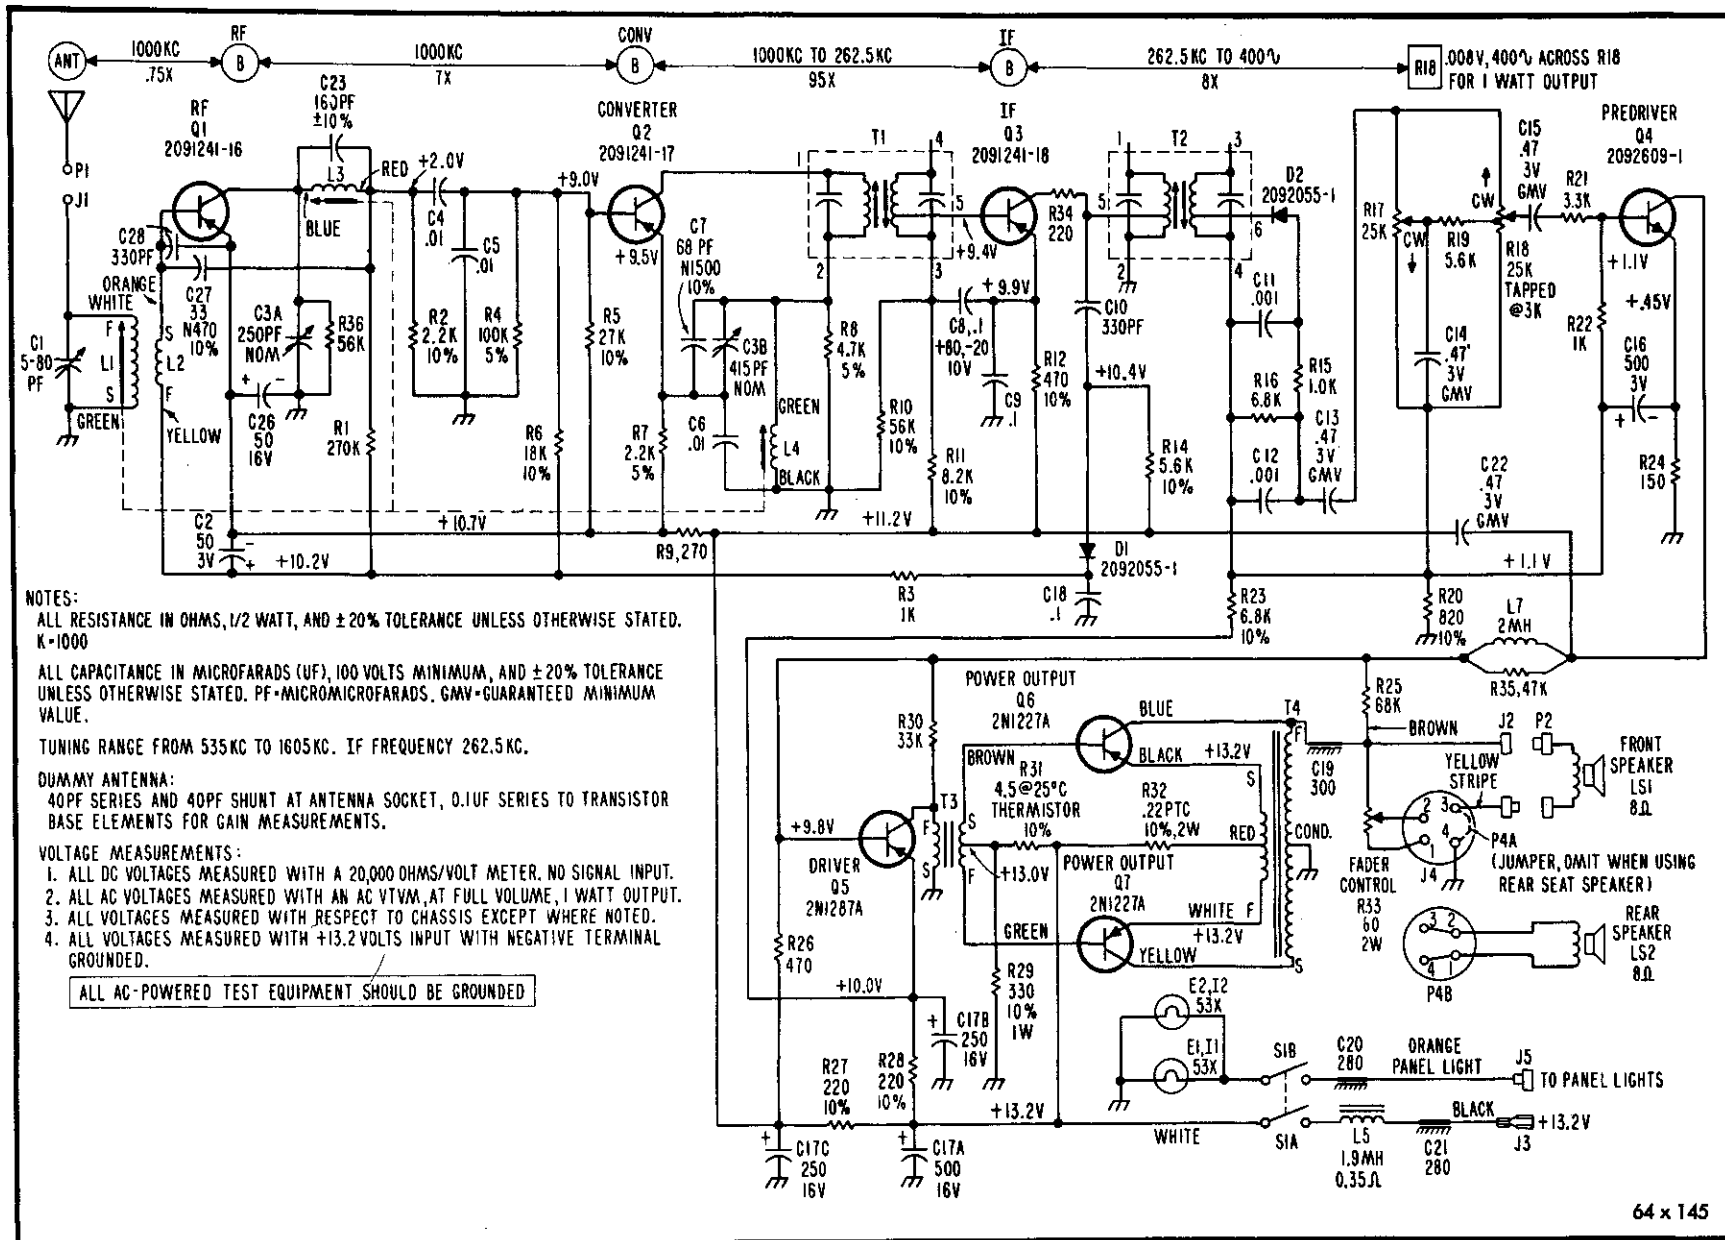 ANT
1000KC
.75X
RF
B
1000KC
7X
CONV
B
1000KC TO 262.5KC
95X
IF
B
262.5KC TO 400∿
8X
R18
.008V, 400∿ ACROSS R18
FOR 1 WATT OUTPUT
RF
Q1
2091241-16
C23
160PF
±10%
L3
RED
BLUE
+2.0V
C4
.01
C5
.01
+9.0V
CONVERTER
Q2
2091241-17
+9.5V
C7
68 PF
N1500
10%
T1
4
5
2
3
IF
Q3
2091241-18
+9.4V
R34
220
T2
1
3
5
6
2
4
D2
2092055-1
C15
.47
3V
GMV
R21
3.3K
PREDRIVER
Q4
2092609-1
P1
J1
C28
330PF
ORANGE
WHITE
C27
33
N470
10%
C3A
250PF
NOM
R36
56K
C1
5-80
PF
F
L1
S
GREEN
S
L2
F
YELLOW
+
-
C26
50
16V
R1
270K
R2
2.2K
10%
R4
100K
5%
R5
27K
10%
R6
18K
10%
R7
2.2K
5%
C3B
415PF
NOM
C6
.01
GREEN
L4
BLACK
R8
4.7K
5%
R10
56K
10%
R11
8.2K
10%
+9.9V
C8, .1
+80,-20
10V
C9
.1
R12
470
10%
C10
330PF
+10.4V
R14
5.6K
10%
C11
.001
R15
1.0K
R16
6.8K
C12
.001
C13
.47
3V
GMV
R17
25K
CW
R19
5.6K
CW
R18
25K
TAPPED
@3K
C14
.47
3V
GMV
+1.1V
R22
1K
+.45V
C16
500
3V
+
-
R24
150
C22
.47
3V
GMV
C2
50
3V
-
+
+10.7V
+10.2V
R9, 270
+11.2V
D1
2092055-1
R3
1K
C18
.1
+1.1V
R23
6.8K
10%
R20
820
10%
L7
2MH
R35, 47K
NOTES:
ALL RESISTANCE IN OHMS, 1/2 WATT, AND ±20% TOLERANCE UNLESS OTHERWISE STATED.
K=1000
ALL CAPACITANCE IN MICROFARADS (UF), 100 VOLTS MINIMUM, AND ±20% TOLERANCE
UNLESS OTHERWISE STATED. PF=MICROMICROFARADS. GMV=GUARANTEED MINIMUM
VALUE.
TUNING RANGE FROM 535KC TO 1605KC. IF FREQUENCY 262.5KC.
DUMMY ANTENNA:
40PF SERIES AND 40PF SHUNT AT ANTENNA SOCKET, 0.1UF SERIES TO TRANSISTOR
BASE ELEMENTS FOR GAIN MEASUREMENTS.
VOLTAGE MEASUREMENTS:
1. ALL DC VOLTAGES MEASURED WITH A 20,000 OHMS/VOLT METER. NO SIGNAL INPUT.
2. ALL AC VOLTAGES MEASURED WITH AN AC VTVM, AT FULL VOLUME, 1 WATT OUTPUT.
3. ALL VOLTAGES MEASURED WITH RESPECT TO CHASSIS EXCEPT WHERE NOTED.
4. ALL VOLTAGES MEASURED WITH +13.2 VOLTS INPUT WITH NEGATIVE TERMINAL
GROUNDED.
ALL AC-POWERED TEST EQUIPMENT SHOULD BE GROUNDED
POWER OUTPUT
Q6
2N1227A
BLUE
BLACK
+13.2V
T4
F
S
R30
33K
BROWN
R31
4.5@25°C
THERMISTOR
10%
R32
.22PTC
10%, 2W
RED
COND.
+9.8V
DRIVER
Q5
2N1287A
T3
F
S
S
F
+13.0V
POWER OUTPUT
Q7
2N1227A
WHITE F
+13.2V
GREEN
YELLOW
S
R26
470
+10.0V
+
C17B
250
16V
R29
330
10%
1W
R27
220
10%
R28
220
10%
+13.2V
+
C17C
250
16V
+
C17A
500
16V
C19
300
R25
68K
BROWN
J2
P2
FRONT
SPEAKER
LS1
8Ω
YELLOW
STRIPE
2
3
4
1
J4
P4A
(JUMPER, OMIT WHEN USING
REAR SEAT SPEAKER)
FADER
CONTROL
R33
60
2W
3
2
4
1
P4B
REAR
SPEAKER
LS2
8Ω
E2, I2
53X
E1, I1
53X
S1B
C20
280
ORANGE
PANEL LIGHT
J5
TO PANEL LIGHTS
WHITE
S1A
L5
1.9MH
0.35Ω
C21
280
BLACK
+13.2V
J3
64 x 145